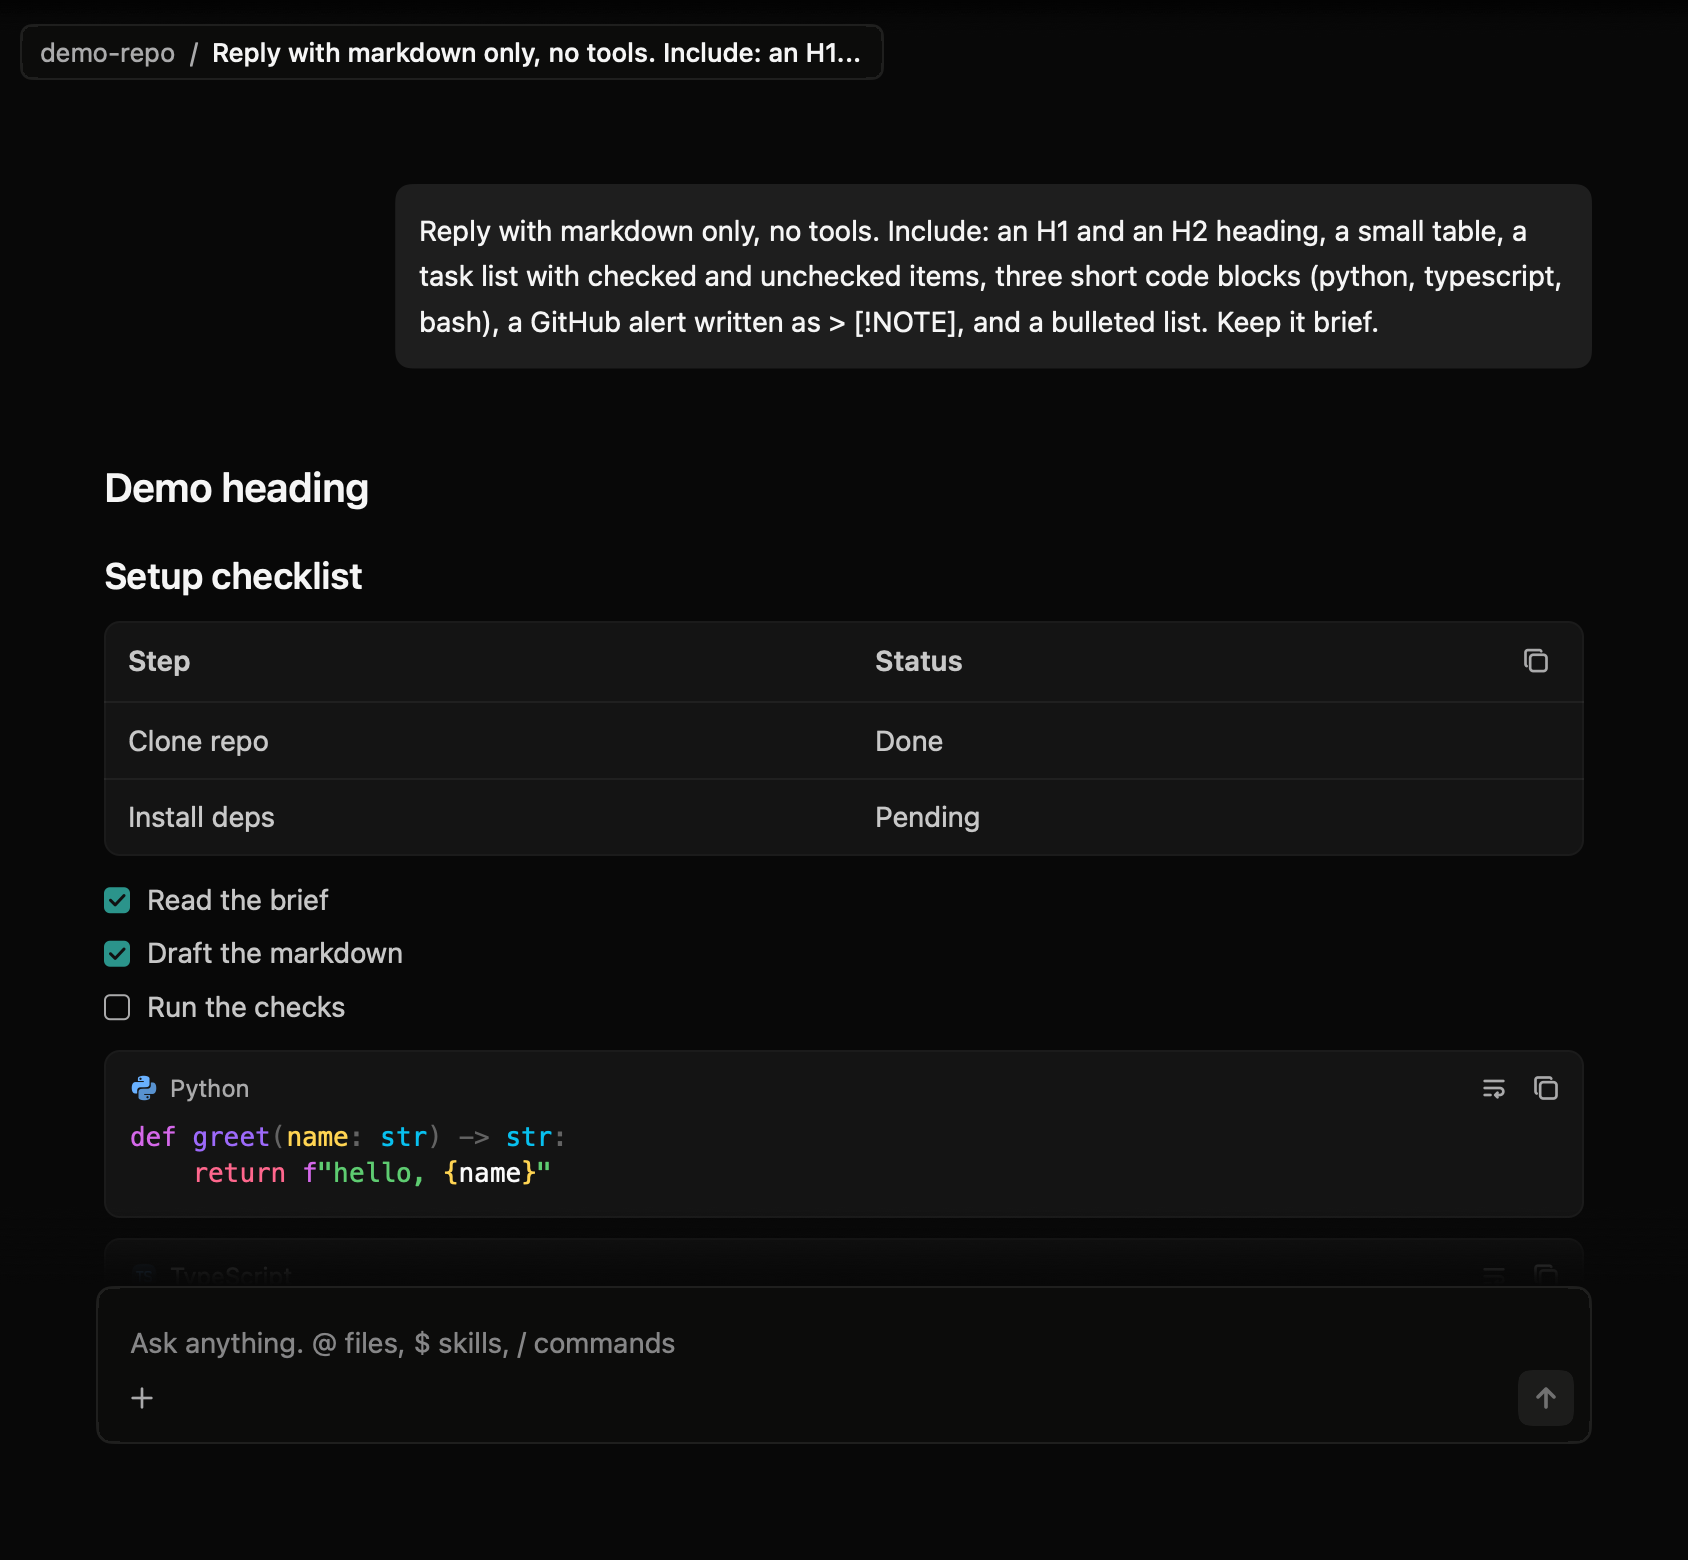 demo-repo / Reply with markdown only, no tools. Include: an H1...
Reply with markdown only, no tools. Include: an H1 and an H2 heading, a small table, a
task list with checked and unchecked items, three short code blocks (python, typescript,
bash), a GitHub alert written as > [!NOTE], and a bulleted list. Keep it brief.
Demo heading
Setup checklist
Step Status
Clone repo Done
Install deps Pending
Read the brief
Draft the markdown
Run the checks
Python
def greet(name: str) -> str:
    return f"hello, {name}"
TS TypeScript
Ask anything. @ files, $ skills, / commands